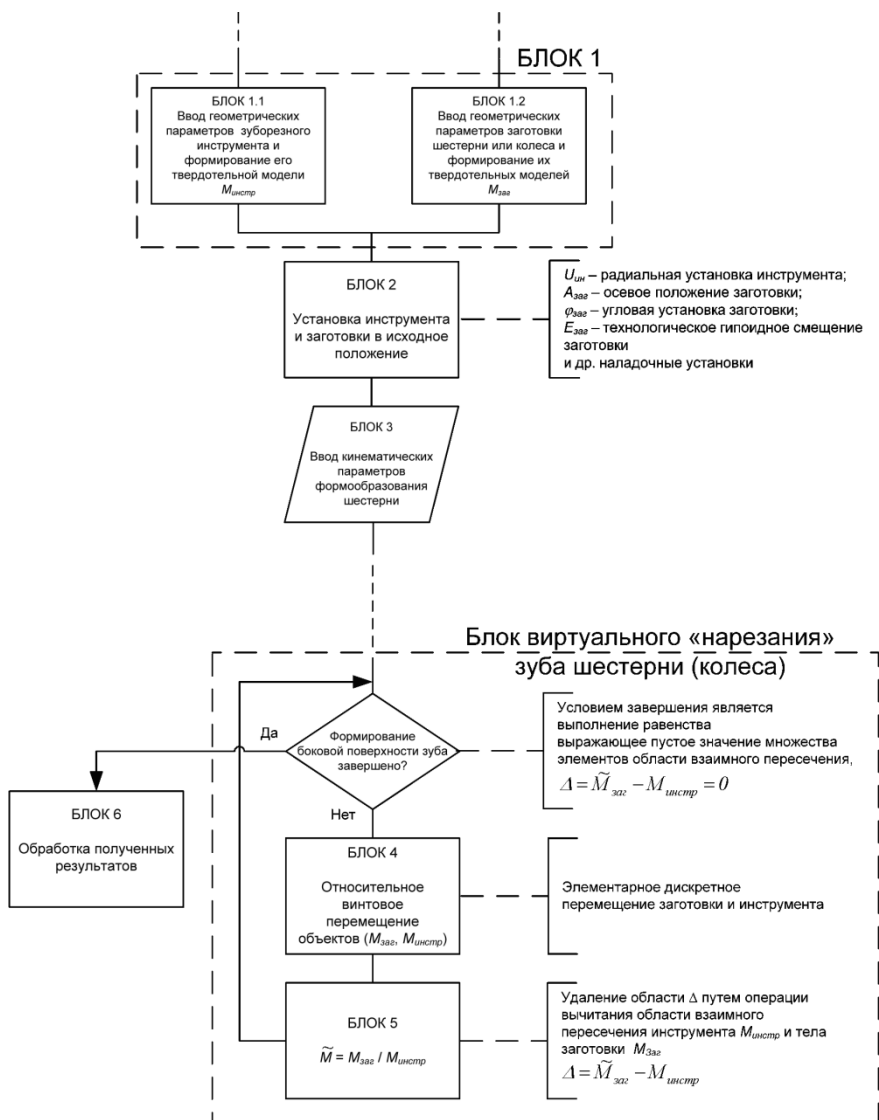 БЛОК 1
БЛОК 1.1
Ввод геометрических
параметров зуборезного
инструмента и
формирование его
твердотельной модели
Mинстр
БЛОК 1.2
Ввод геометрических
параметров заготовки
шестерни или колеса и
формирование их
твердотельных моделей
Mзаг
БЛОК 2
Установка инструмента
и заготовки в исходное
положение
Uин – радиальная установка инструмента;
Aзаг – осевое положение заготовки;
φзаг – угловая установка заготовки;
Eзаг – технологическое гипоидное смещение
заготовки
и др. наладочные установки
БЛОК 3
Ввод кинематических
параметров
формообразования
шестерни
Блок виртуального «нарезания»
зуба шестерни (колеса)
Да
Формирование
боковой поверхности зуба
завершено?
Условием завершения является
выполнение равенства
выражающее пустое значение множества
элементов области взаимного пересечения,
Δ = M̃заг − Mинстр = 0
Нет
БЛОК 6
Обработка полученных
результатов
БЛОК 4
Относительное
винтовое
перемещение
объектов (Mзаг, Mинстр)
Элементарное дискретное
перемещение заготовки и инструмента
БЛОК 5
M̃ = Mзаг / Mинстр
Удаление области Δ путем операции
вычитания области взаимного
пересечения инструмента Mинстр и тела
заготовки Mзаг
Δ = M̃заг − Mинстр